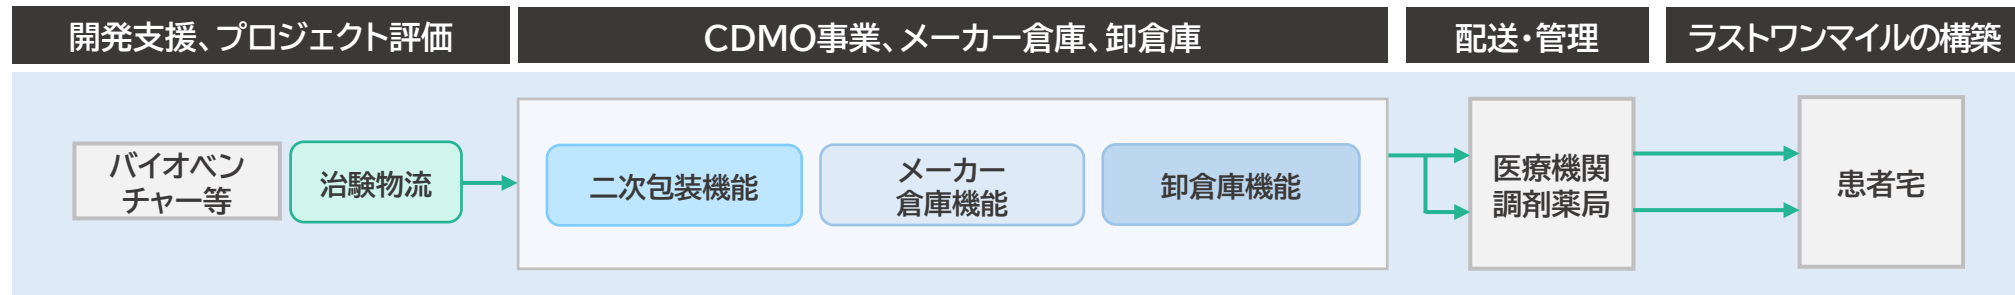 開発支援、プロジェクト評価
CDMO事業、メーカー倉庫、卸倉庫
配送・管理
ラストワンマイルの構築
バイオベン
チャー等
治験物流
二次包装機能
メーカー
倉庫機能
卸倉庫機能
医療機関
調剤薬局
患者宅